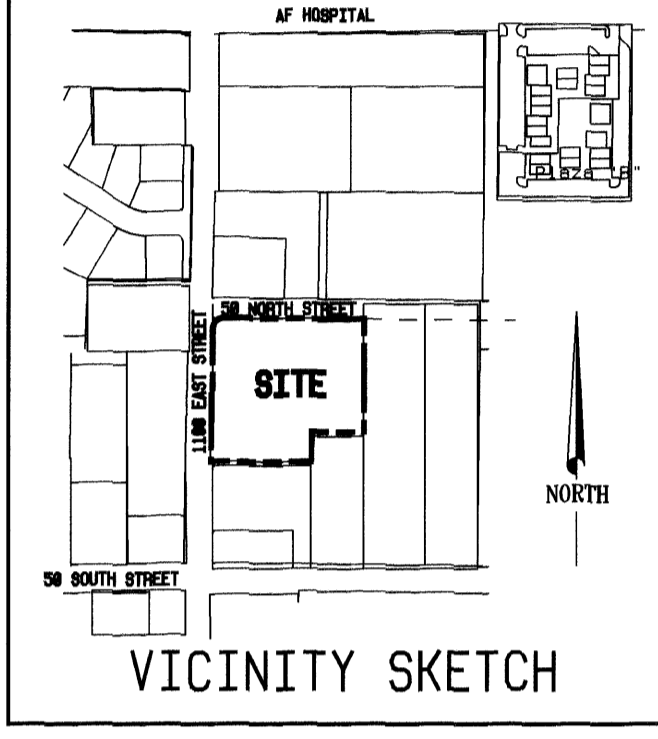 AF HOSPITAL
Plaza "B"
50 NORTH STREET
1100 EAST STREET
SITE
NORTH
50 SOUTH STREET
VICINITY SKETCH